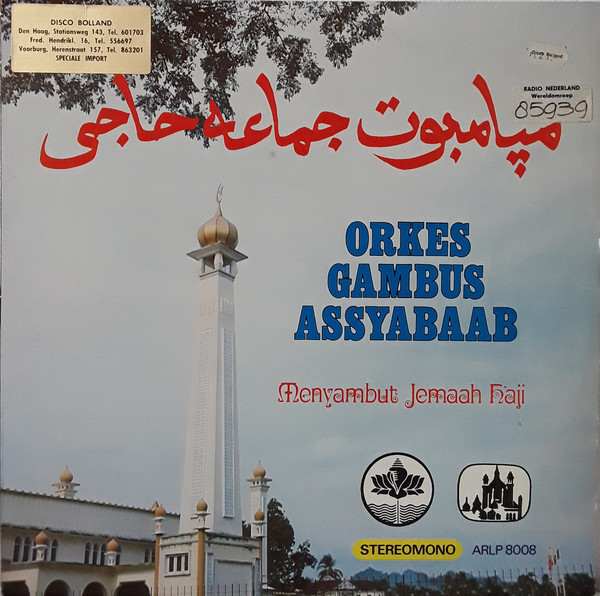 DISCO BOLLAND
Den Haag, Stationsweg 143, Tel. 601703
Fred. Hendrikl. 16, Tel. 556697
Voorburg, Herenstraat 157, Tel. 863201
SPECIALE IMPORT
RADIO NEDERLAND
Wereldomroep
85939
مپامبوت جماعه حاجي
ORKES
GAMBUS
ASSYABAAB
Menyambut Jemaah Haji
STEREOMONO ARLP 8008